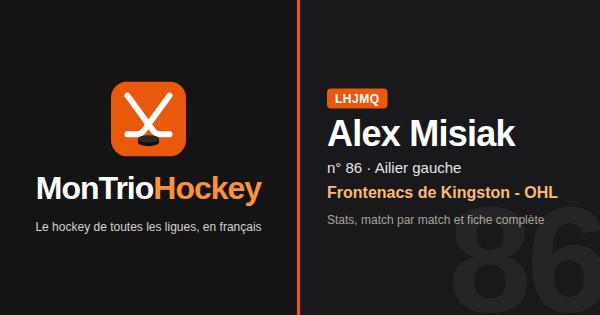 MonTrioHockey
Le hockey de toutes les ligues, en français
LHJMQ
Alex Misiak
n° 86 · Ailier gauche
Frontenacs de Kingston - OHL
Stats, match par match et fiche complète
86